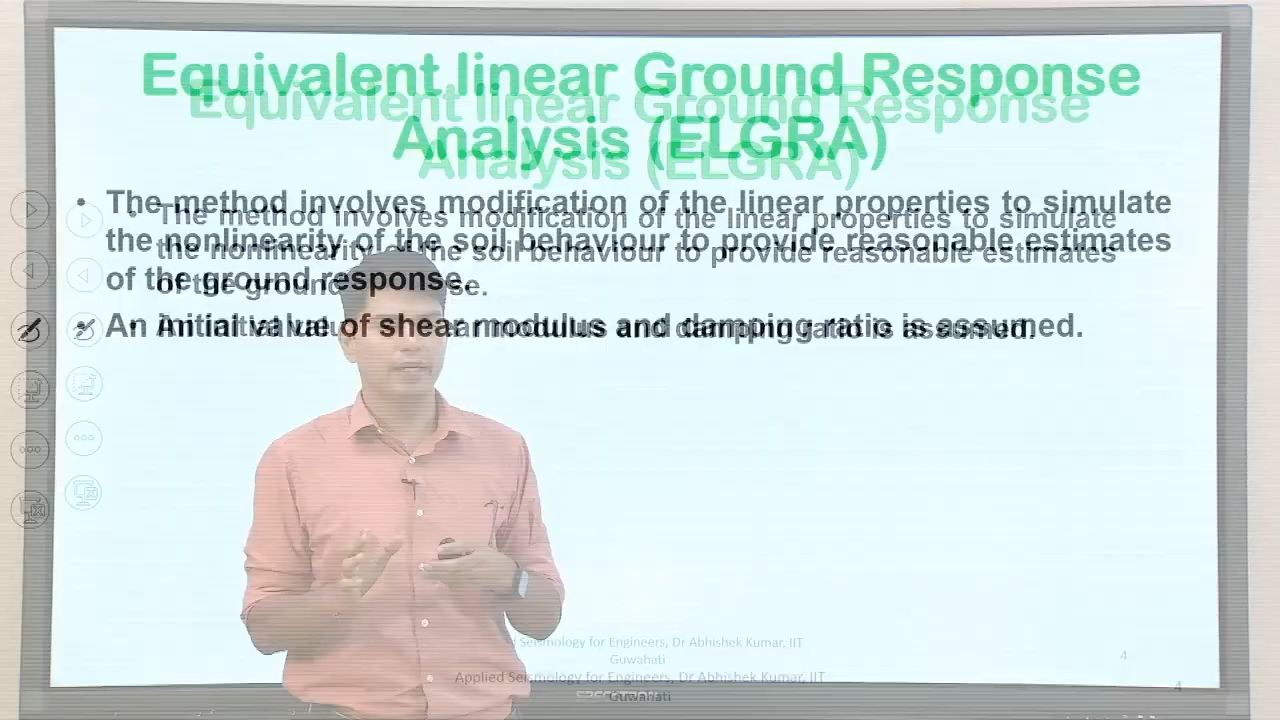 Equivalent linear Ground Response
Analysis (ELGRA)
• The method involves modification of the linear properties to simulate
the nonlinearity of the soil behaviour to provide reasonable estimates
of the ground response.
• An initial value of shear modulus and damping ratio is assumed.
Applied Seismology for Engineers, Dr Abhishek Kumar, IIT
Guwahati
4